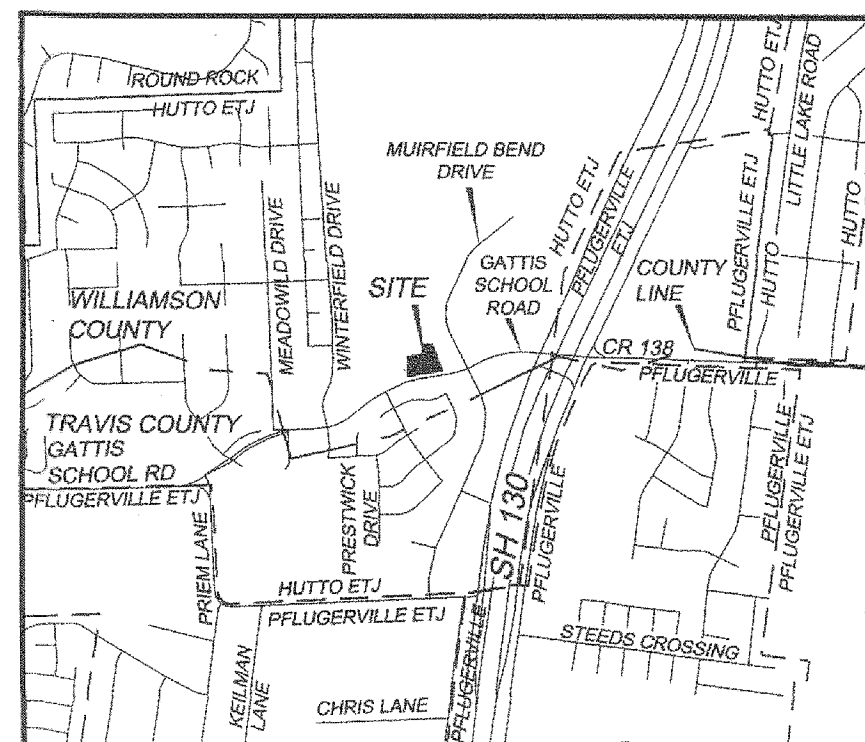 ROUND ROCK
HUTTO ETJ
MUIRFIELD BEND
DRIVE
HUTTO ETJ
PFLUGERVILLE
ETJ
HUTTO ETJ
PFLUGERVILLE ETJ
HUTTO
LITTLE LAKE ROAD
HUTTO
WILLIAMSON
COUNTY
MEADOWILD DRIVE
WINTERFIELD DRIVE
SITE
GATTIS
SCHOOL
ROAD
COUNTY
LINE
CR 138
PFLUGERVILLE
TRAVIS COUNTY
GATTIS
SCHOOL RD
PFLUGERVILLE ETJ
PRIEM LANE
PRESTWICK
DRIVE
SH 130
PFLUGERVILLE
PFLUGERVILLE
PFLUGERVILLE ETJ
HUTTO ETJ
PFLUGERVILLE ETJ
PFLUGERVILLE
STEEDS CROSSING
KEILMAN
LANE
CHRIS LANE